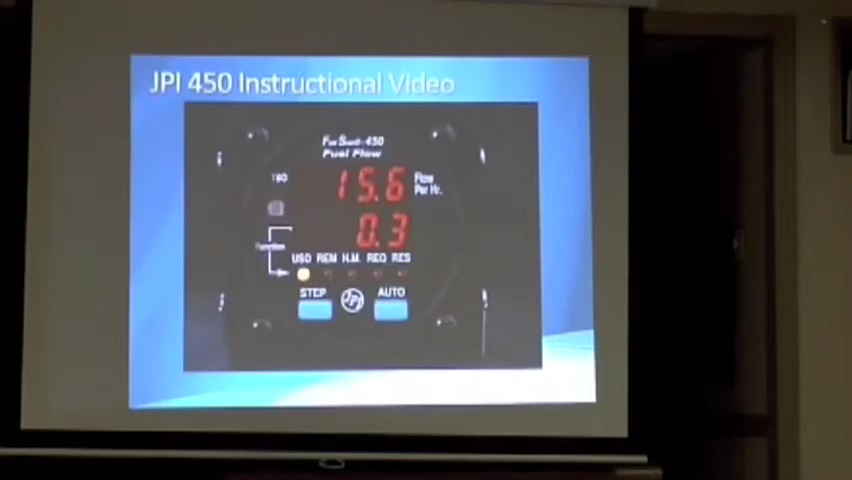 JPI 450 Instructional Video
Fuel Scan - 450
Fuel Flow
15.6 Flow Per Hr.
0.3
Function
USD REM H.M. REQ RES
STEP JPI AUTO